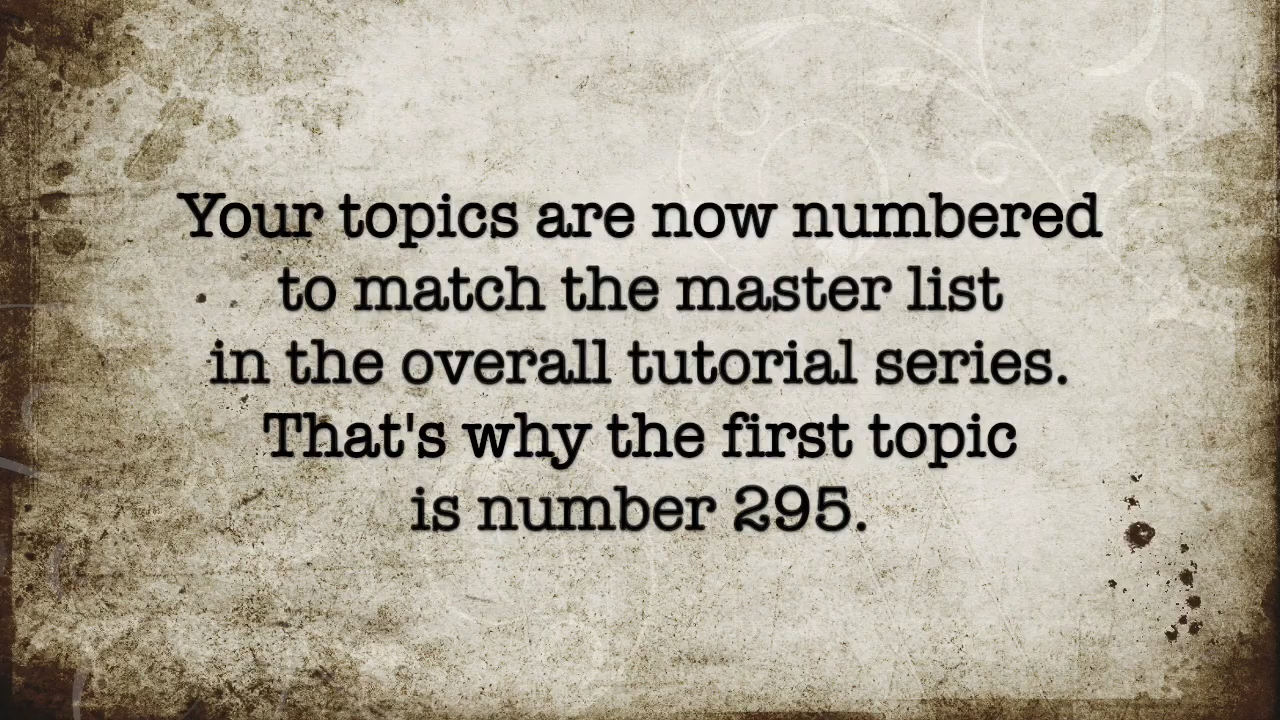 Your topics are now numbered
to match the master list
in the overall tutorial series.
That's why the first topic
is number 295.